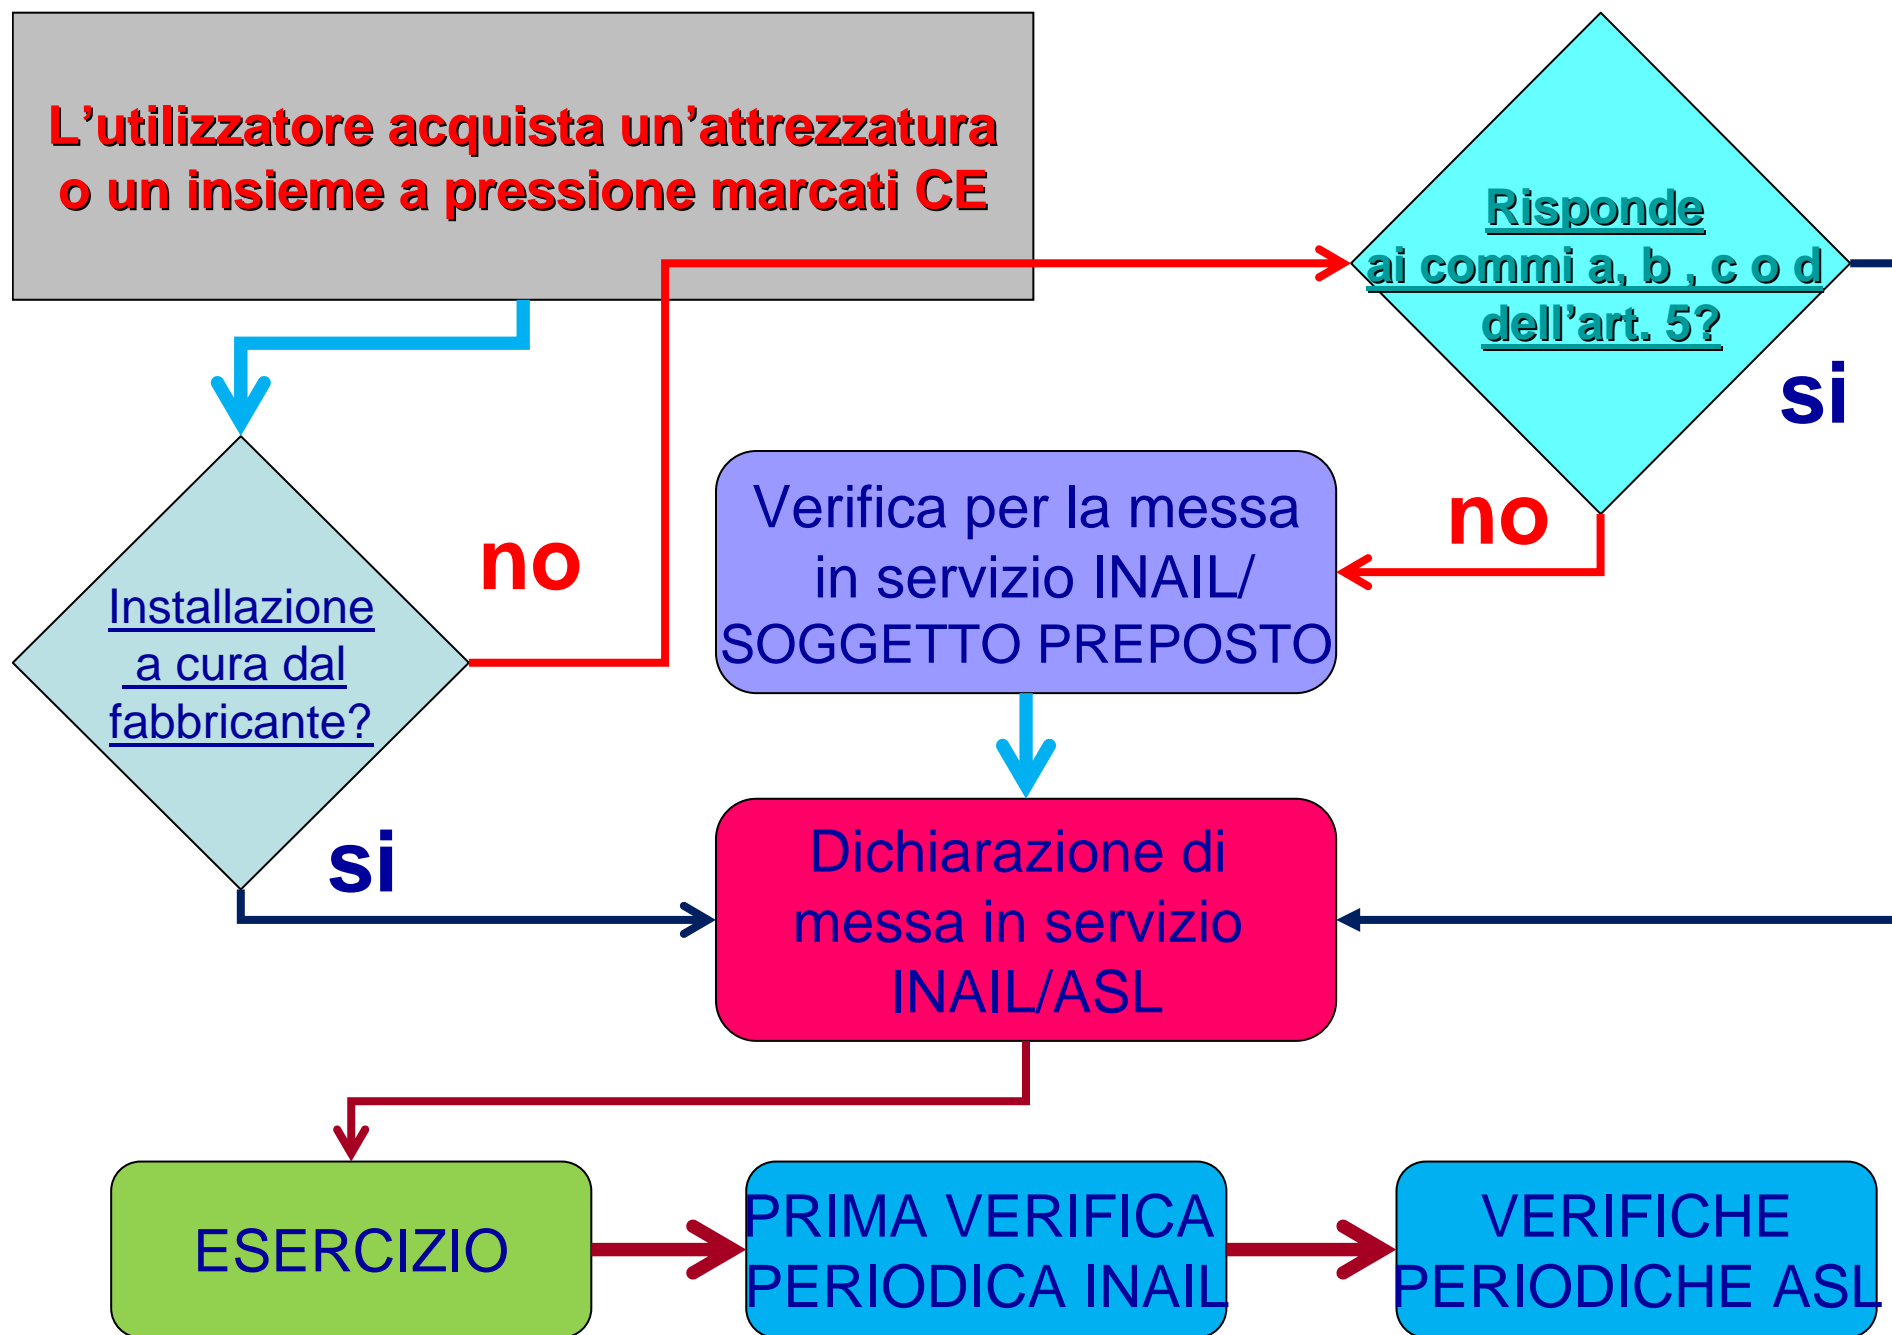 L’utilizzatore acquista un’attrezzatura
o un insieme a pressione marcati CE
Risponde
ai commi a, b , c o d
dell’art. 5?
si
no
Verifica per la messa
in servizio INAIL/
SOGGETTO PREPOSTO
no
Installazione
a cura dal
fabbricante?
si
Dichiarazione di
messa in servizio
INAIL/ASL
ESERCIZIO
PRIMA VERIFICA
PERIODICA INAIL
VERIFICHE
PERIODICHE ASL